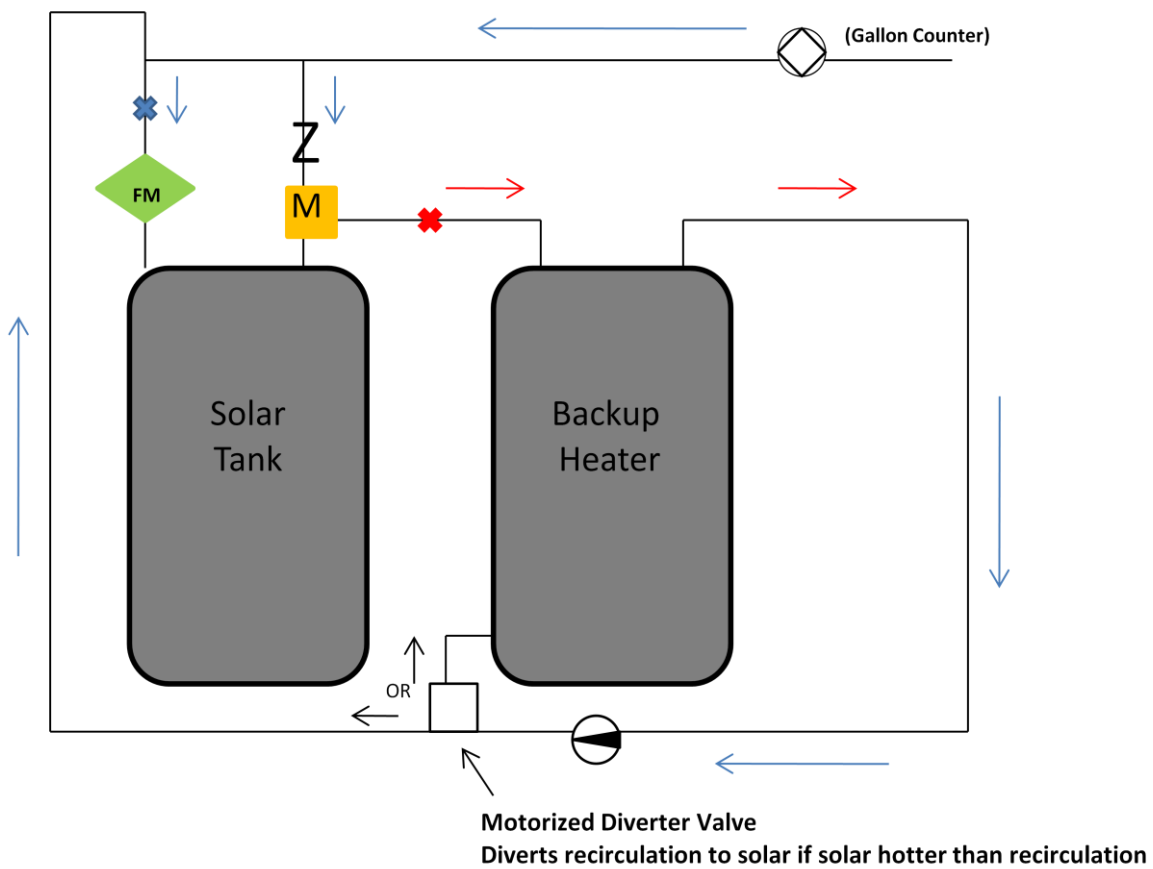 (Gallon Counter)
Z
FM
M
Solar
Tank
Backup
Heater
OR
Motorized Diverter Valve
Diverts recirculation to solar if solar hotter than recirculation